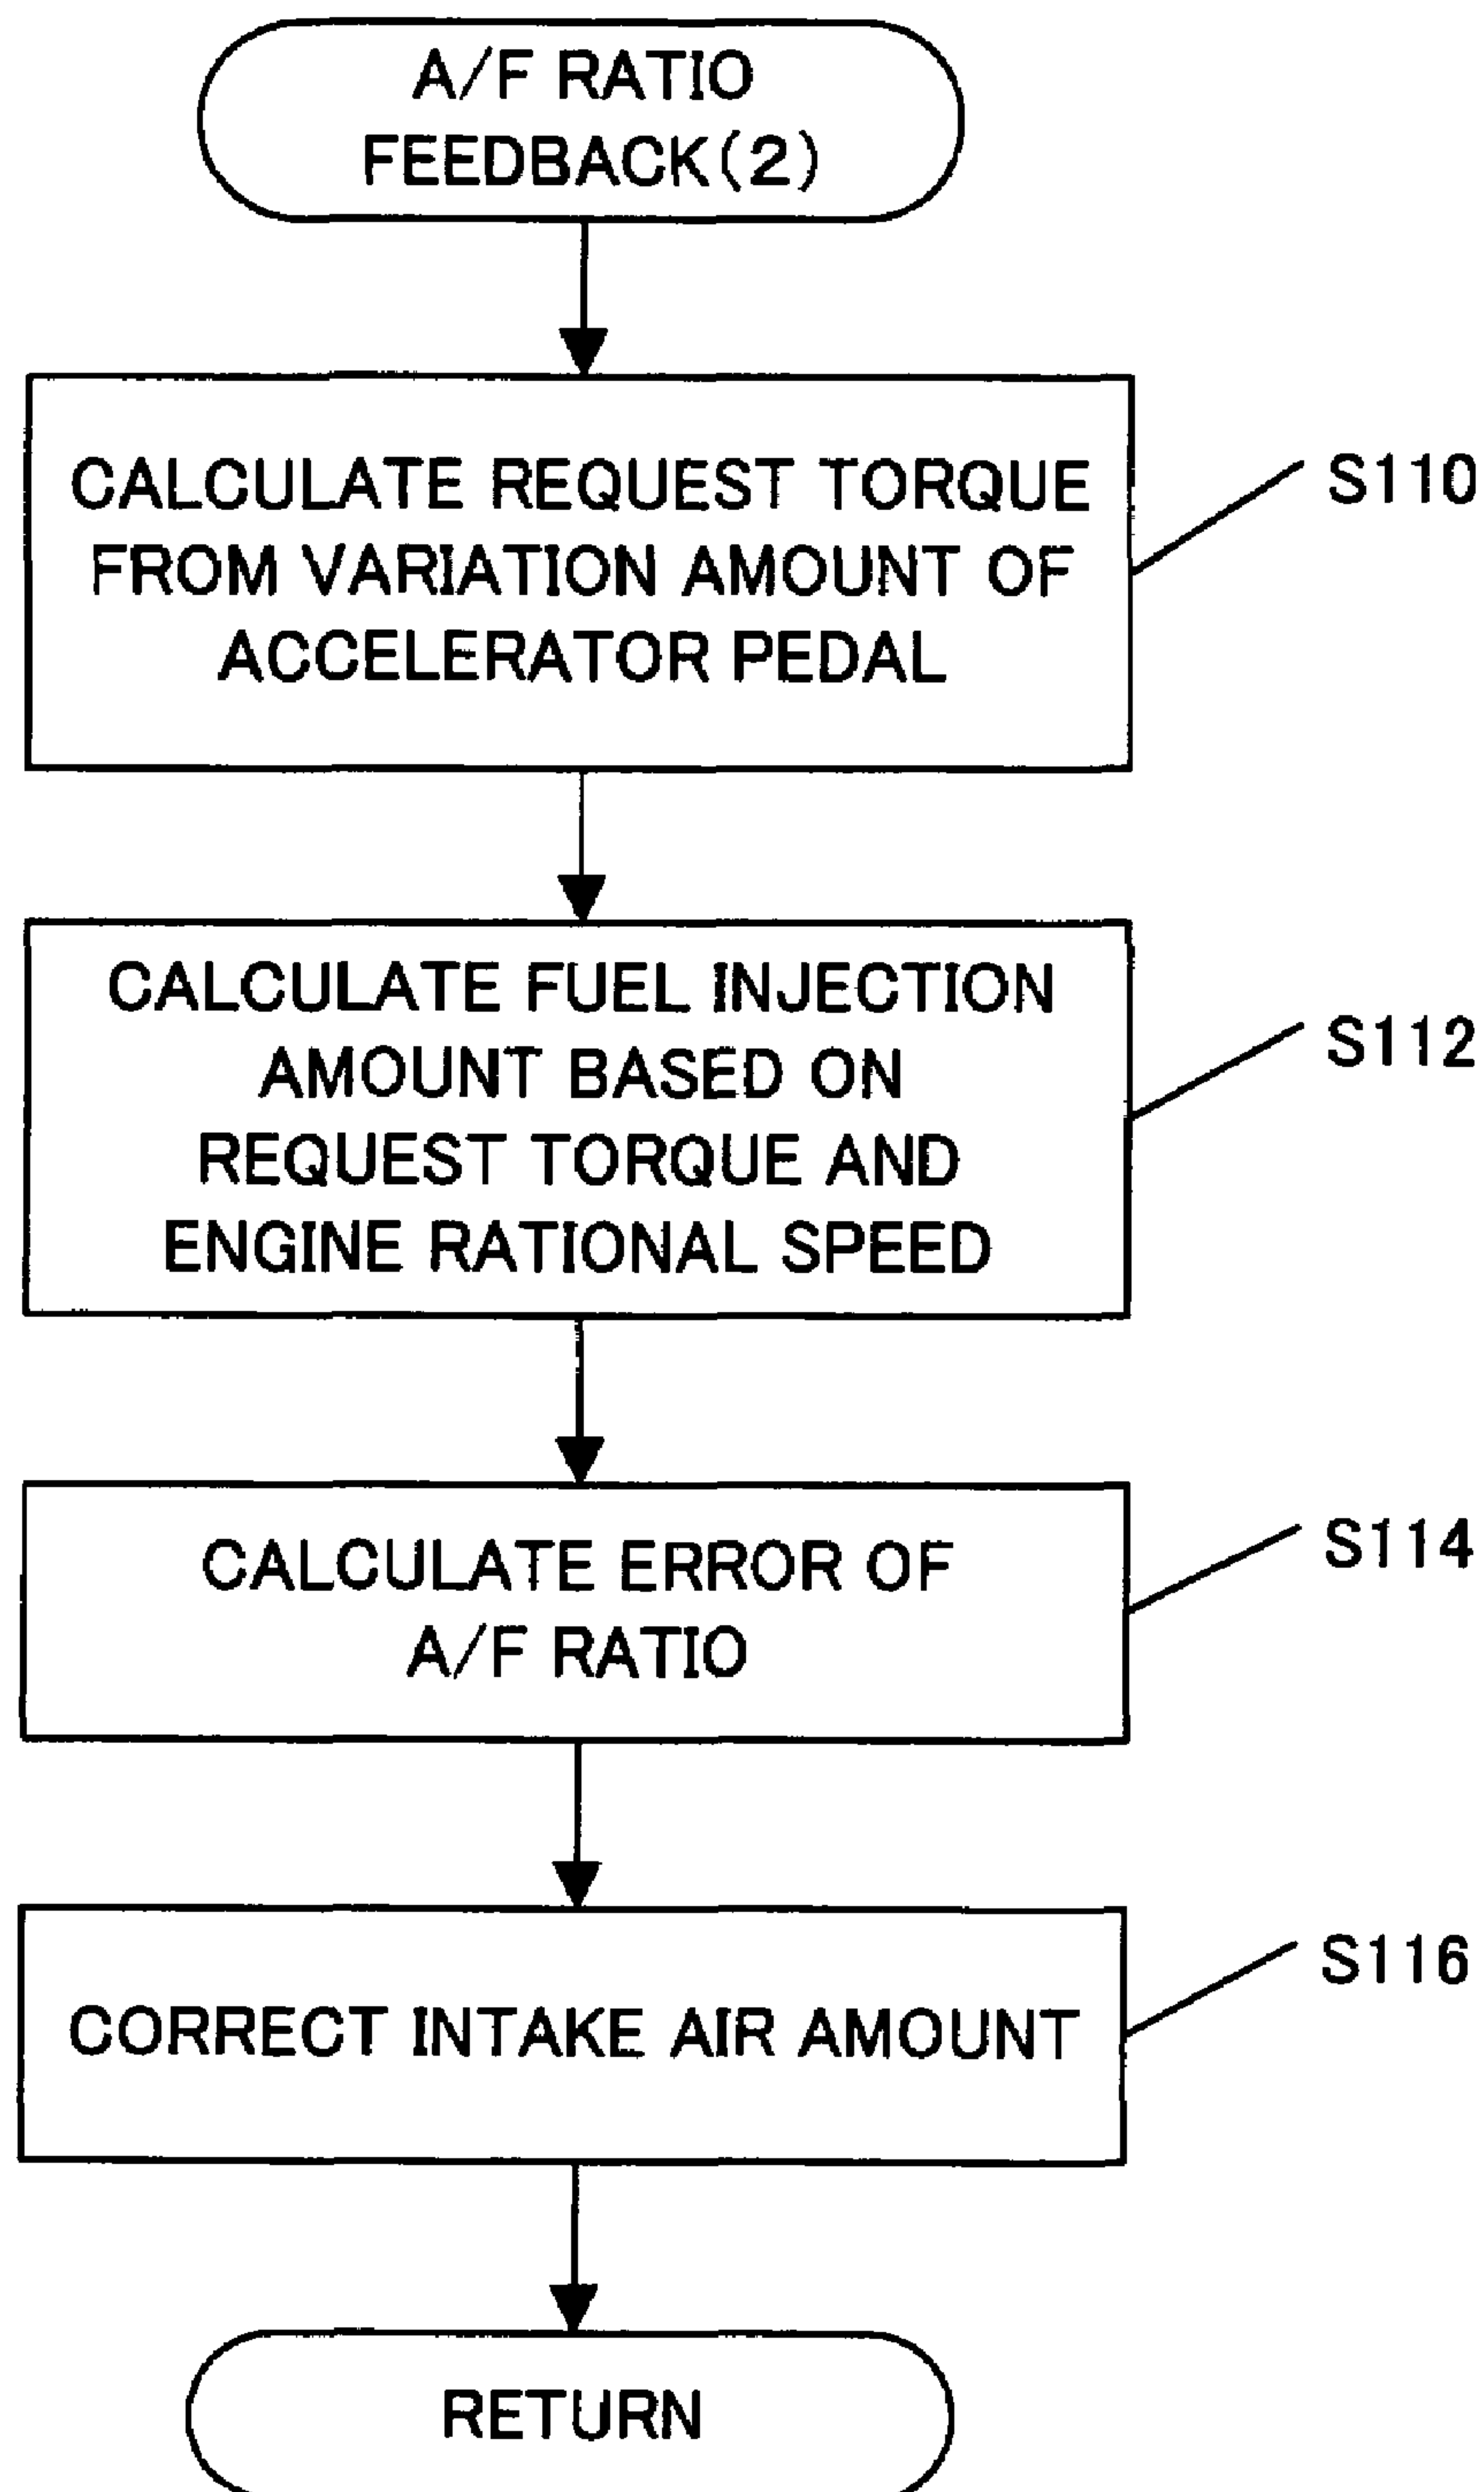 A/F RATIO
FEEDBACK(2)
CALCULATE REQUEST TORQUE
FROM VARIATION AMOUNT OF
ACCELERATOR PEDAL
S110
CALCULATE FUEL INJECTION
AMOUNT BASED ON
REQUEST TORQUE AND
ENGINE RATIONAL SPEED
S112
CALCULATE ERROR OF
A/F RATIO
S114
CORRECT INTAKE AIR AMOUNT
S116
RETURN